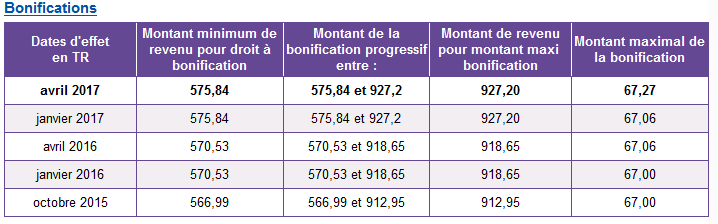 Bonifications
Dates d'effet en TR | Montant minimum de revenu pour droit à bonification | Montant de la bonification progressif entre : | Montant de revenu pour montant maxi bonification | Montant maximal de la bonification
avril 2017 | 575,84 | 575,84 et 927,2 | 927,20 | 67,27
janvier 2017 | 575,84 | 575,84 et 927,2 | 927,20 | 67,06
avril 2016 | 570,53 | 570,53 et 918,65 | 918,65 | 67,06
janvier 2016 | 570,53 | 570,53 et 918,65 | 918,65 | 67,00
octobre 2015 | 566,99 | 566,99 et 912,95 | 912,95 | 67,00